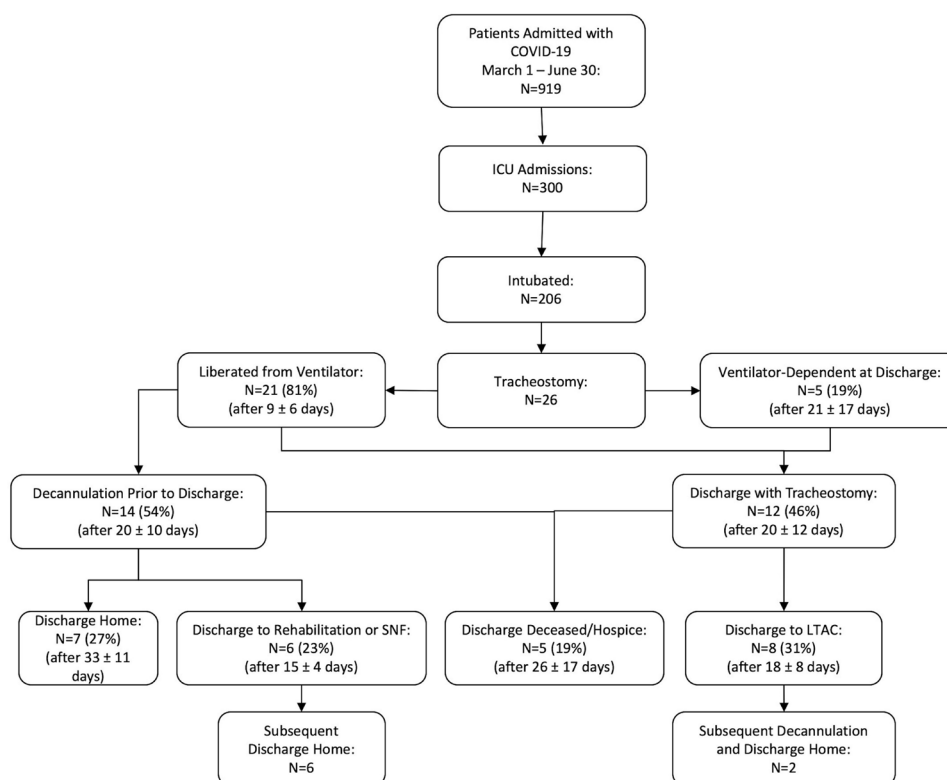 Patients Admitted with
COVID-19
March 1 – June 30:
N=919
ICU Admissions:
N=300
Intubated:
N=206
Liberated from Ventilator:
N=21 (81%)
(after 9 ± 6 days)
Tracheostomy:
N=26
Ventilator-Dependent at Discharge:
N=5 (19%)
(after 21 ± 17 days)
Decannulation Prior to Discharge:
N=14 (54%)
(after 20 ± 10 days)
Discharge with Tracheostomy:
N=12 (46%)
(after 20 ± 12 days)
Discharge Home:
N=7 (27%)
(after 33 ± 11
days)
Discharge to Rehabilitation or SNF:
N=6 (23%)
(after 15 ± 4 days)
Discharge Deceased/Hospice:
N=5 (19%)
(after 26 ± 17 days)
Discharge to LTAC:
N=8 (31%)
(after 18 ± 8 days)
Subsequent
Discharge Home:
N=6
Subsequent Decannulation
and Discharge Home:
N=2